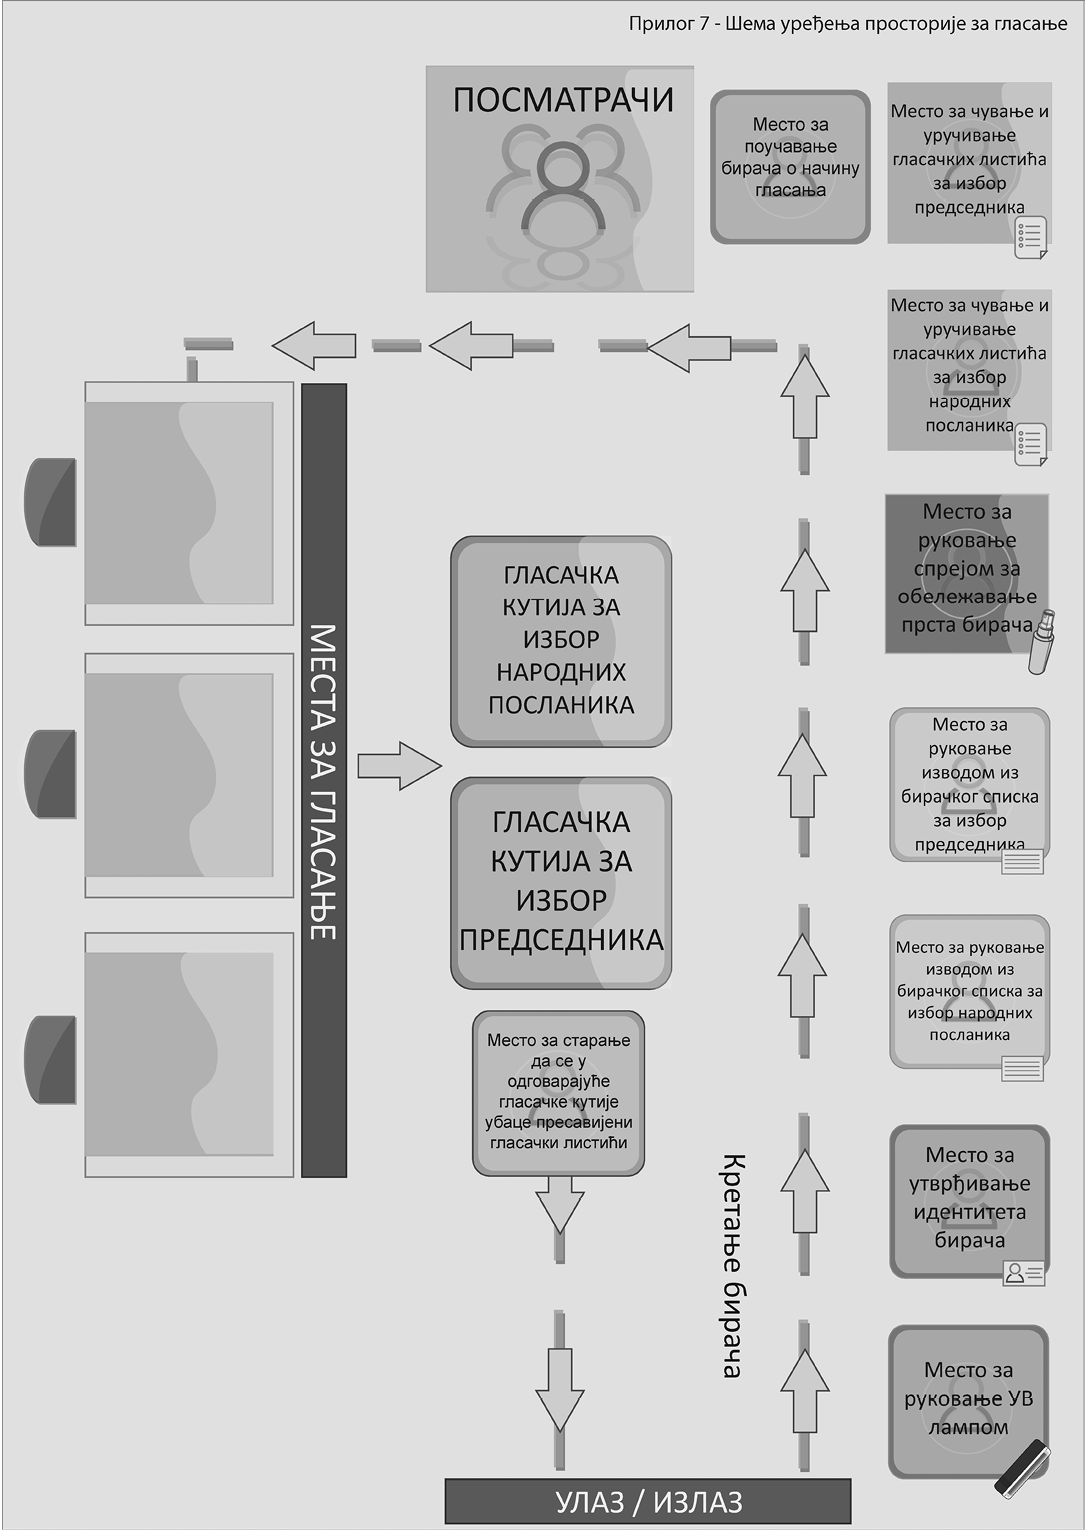 Прилог 7 - Шема уређења просторије за гласање
ПОСМАТРАЧИ
Место за
поучавање
бирача о начину
гласања
Место за чување и
уручивање
гласачких листића
за избор
председника
Место за чување и
уручивање
гласачких листића
за избор
народних
посланика
Место за
руковање
спрејом за
обележавање
прста бирача
МЕСТА ЗА ГЛАСАЊЕ
ГЛАСАЧКА
КУТИЈА ЗА
ИЗБОР
НАРОДНИХ
ПОСЛАНИКА
Место за
руковање
изводом из
бирачког списка
за избор
председника
ГЛАСАЧКА
КУТИЈА ЗА
ИЗБОР
ПРЕДСЕДНИКА
Место за руковање
изводом из
бирачког списка за
избор народних
посланика
Место за старање
да се у
одговарајуће
гласачке кутије
убаце пресавијени
гласачки листићи
Место за
утврђивање
идентитета
бирача
Кретање бирача
Место за
руковање УВ
лампом
УЛАЗ / ИЗЛАЗ